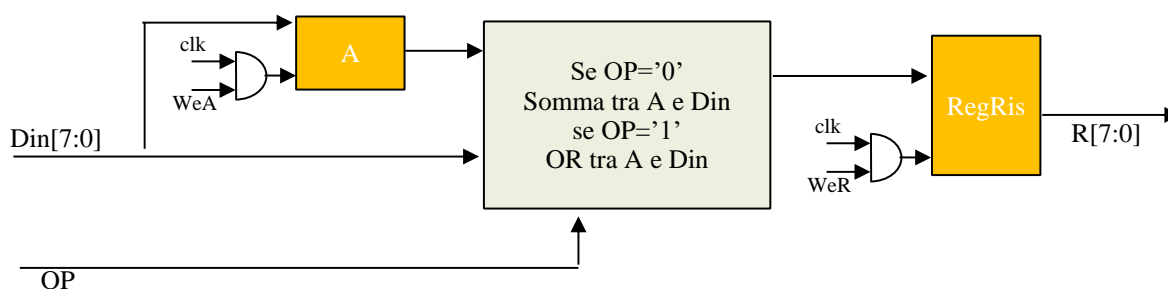 clk
A
WeA
Din[7:0]
Se OP=’0’
Somma tra A e Din
se OP=’1’
OR tra A e Din
RegRis
clk
WeR
R[7:0]
OP